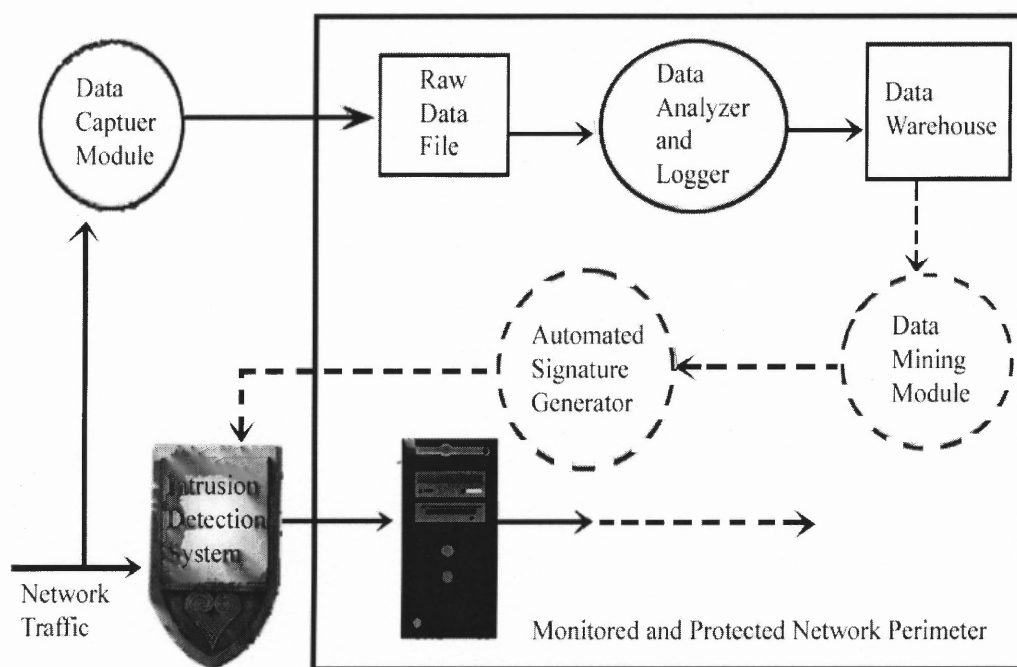 Data
Captuer
Module
Raw
Data
File
Data
Analyzer
and
Logger
Data
Warehouse
Automated
Signature
Generator
Data
Mining
Module
Intrusion
Detection
System
Network
Traffic
Monitored and Protected Network Perimeter